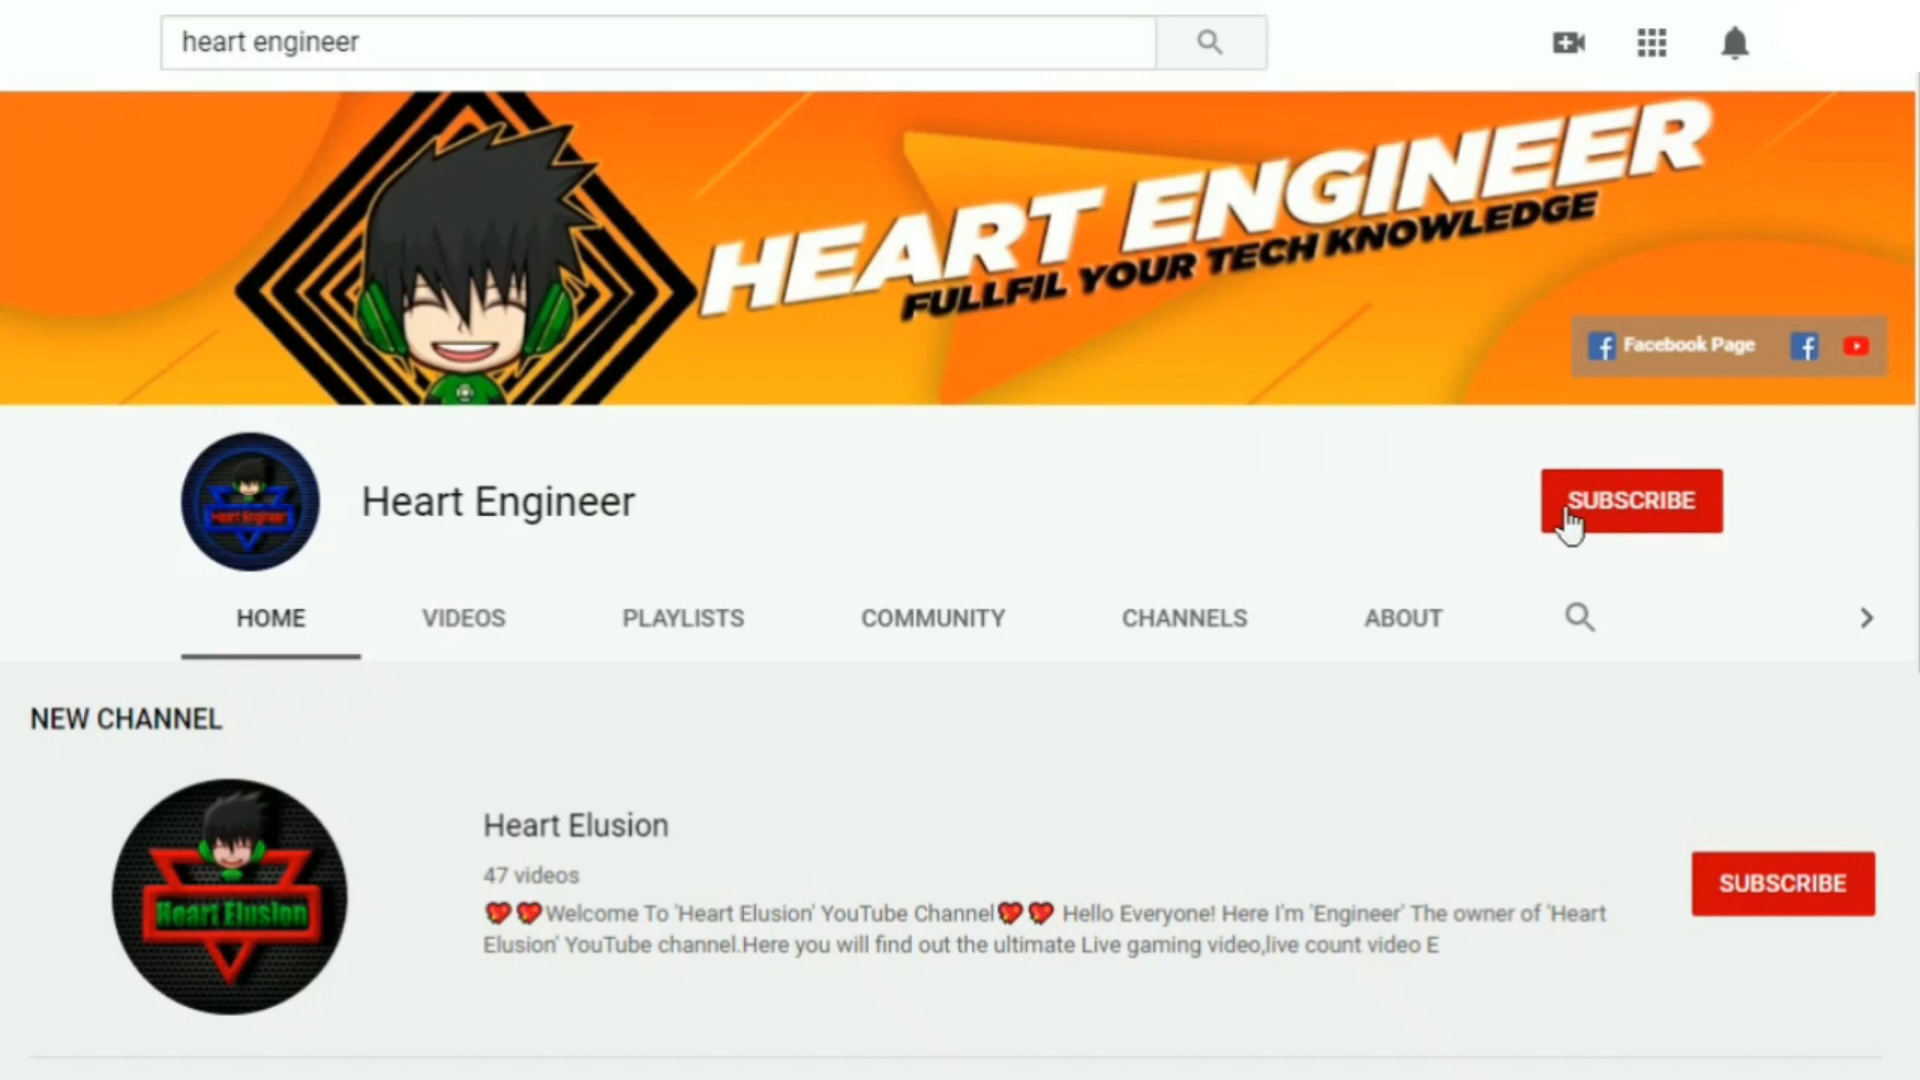 heart engineer
HEART ENGINEER
FULLFIL YOUR TECH KNOWLEDGE
Facebook Page
Heart Engineer
Heart Engineer
SUBSCRIBE
HOME VIDEOS PLAYLISTS COMMUNITY CHANNELS ABOUT
NEW CHANNEL
Heart Elusion
Heart Elusion
47 videos
💖💖Welcome To 'Heart Elusion' YouTube Channel💖💖 Hello Everyone! Here I'm 'Engineer' The owner of 'Heart
Elusion' YouTube channel.Here you will find out the ultimate Live gaming video,live count video E
SUBSCRIBE